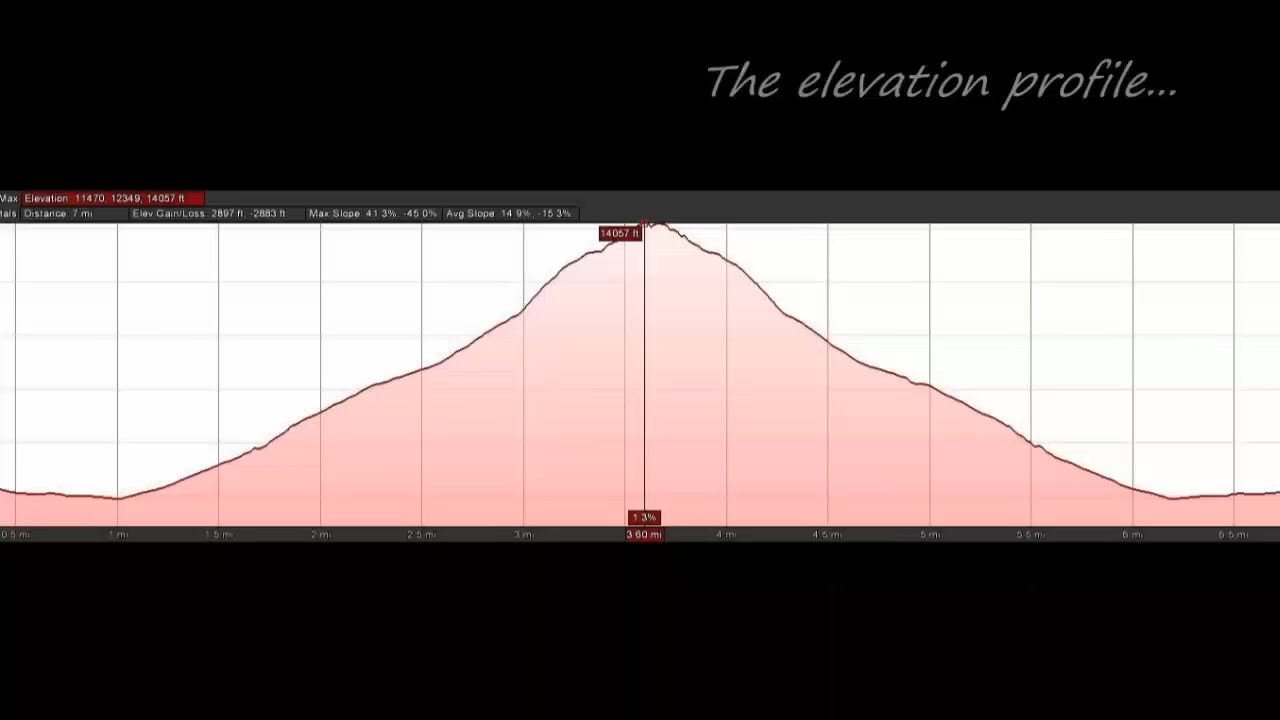 The elevation profile...
Max Elevation: 11470, 12349, 14057 ft
tals Distance: 7 mi Elev Gain/Loss: 2897 ft, -2883 ft Max Slope: 41.3%, -45.0% Avg Slope: 14.9%, -15.3%
14057 ft
1.3%
0.5 mi 1 mi 1.5 mi 2 mi 2.5 mi 3 mi 3.60 mi 4 mi 4.5 mi 5 mi 5.5 mi 6 mi 6.5 mi